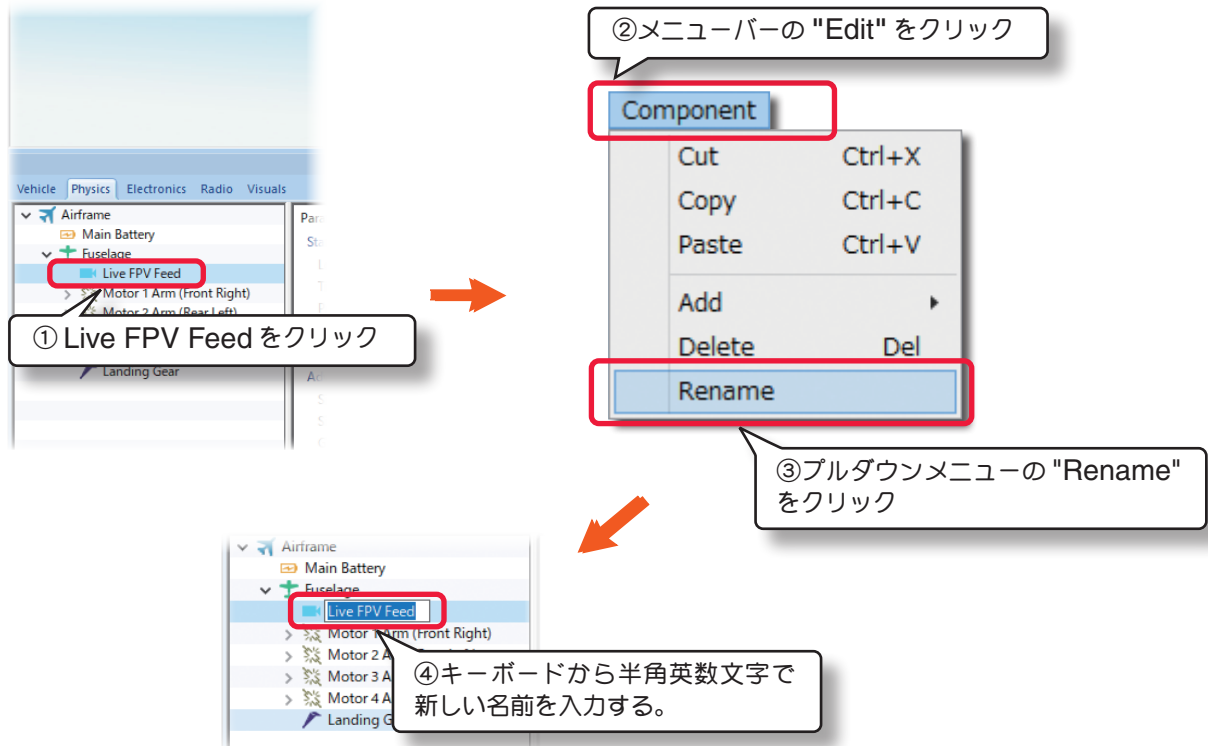 ②メニューバーの "Edit" をクリック
Component
Cut Ctrl+X
Copy Ctrl+C
Paste Ctrl+V
Add
Delete Del
Rename
③プルダウンメニューの "Rename"
をクリック
Vehicle Physics Electronics Radio Visuals
Airframe
Main Battery
Fuselage
Live FPV Feed
Motor 1 Arm (Front Right)
Motor 2 Arm (Rear Left)
① Live FPV Feed をクリック
Landing Gear
Airframe
Main Battery
Fuselage
Live FPV Feed
Motor 1 Arm (Front Right)
Motor 2 A
Motor 3 A
Motor 4 A
Landing G
④キーボードから半角英数文字で
新しい名前を入力する。